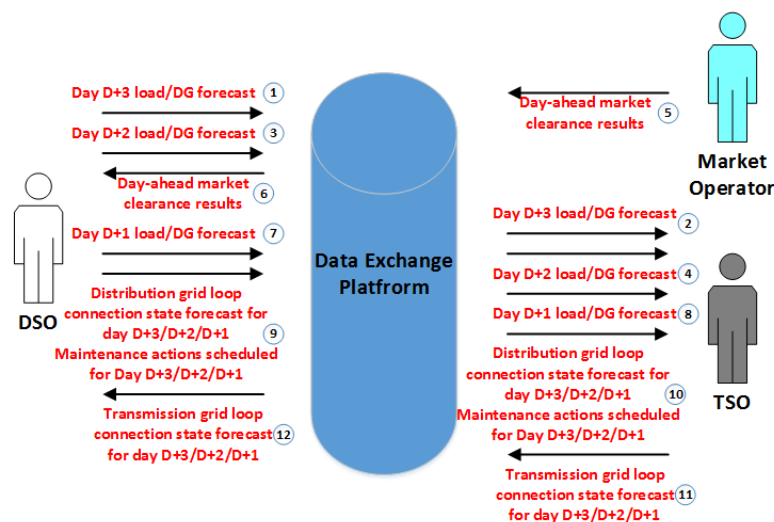 Day D+3 load/DG forecast 1
Day D+2 load/DG forecast 3
Day-ahead market
clearance results
6
Day D+1 load/DG forecast 7
Distribution grid loop
connection state forecast for
day D+3/D+2/D+1 9
Maintenance actions scheduled
for Day D+3/D+2/D+1
Transmission grid loop
connection state forecast 12
for day D+3/D+2/D+1
DSO
Data Exchange
Platfrorm
Day-ahead market
clearance results 5
Market
Operator
Day D+3 load/DG forecast 2
Day D+2 load/DG forecast 4
Day D+1 load/DG forecast 8
Distribution grid loop
connection state forecast for
day D+3/D+2/D+1 10
Maintenance actions scheduled
for Day D+3/D+2/D+1
Transmission grid loop
connection state forecast 11
for day D+3/D+2/D+1
TSO